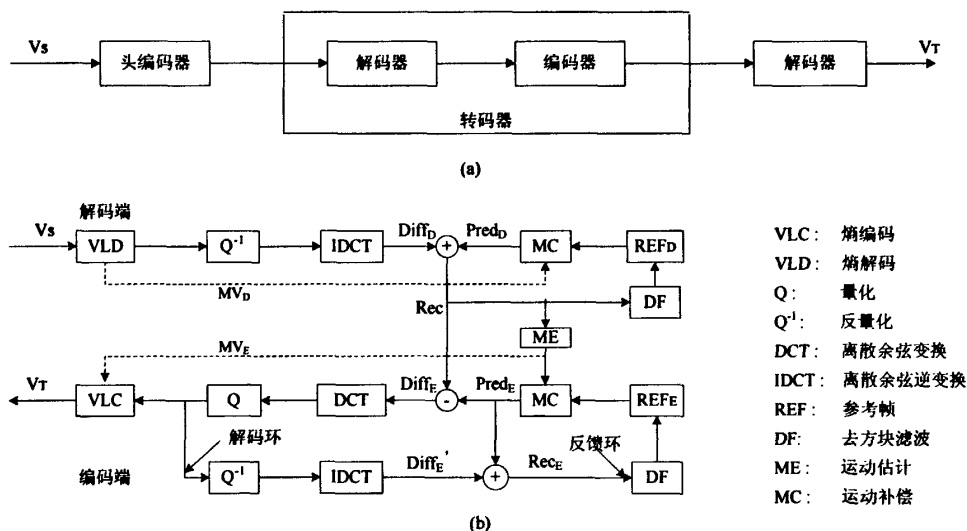 Vs
头编码器
解码器
编码器
解码器
VT
转码器
(a)
解码端
Vs
VLD
Q⁻¹
IDCT
DiffD
+
PredD
MC
REFD
MVD
Rec
DF
ME
MVE
VT
VLC
Q
DCT
DiffE
-
PredE
MC
REFE
解码环
反馈环
编码端
Q⁻¹
IDCT
DiffE'
+
RecE
DF
(b)
VLC: 熵编码
VLD: 熵解码
Q: 量化
Q⁻¹: 反量化
DCT: 离散余弦变换
IDCT: 离散余弦逆变换
REF: 参考帧
DF: 去方块滤波
ME: 运动估计
MC: 运动补偿